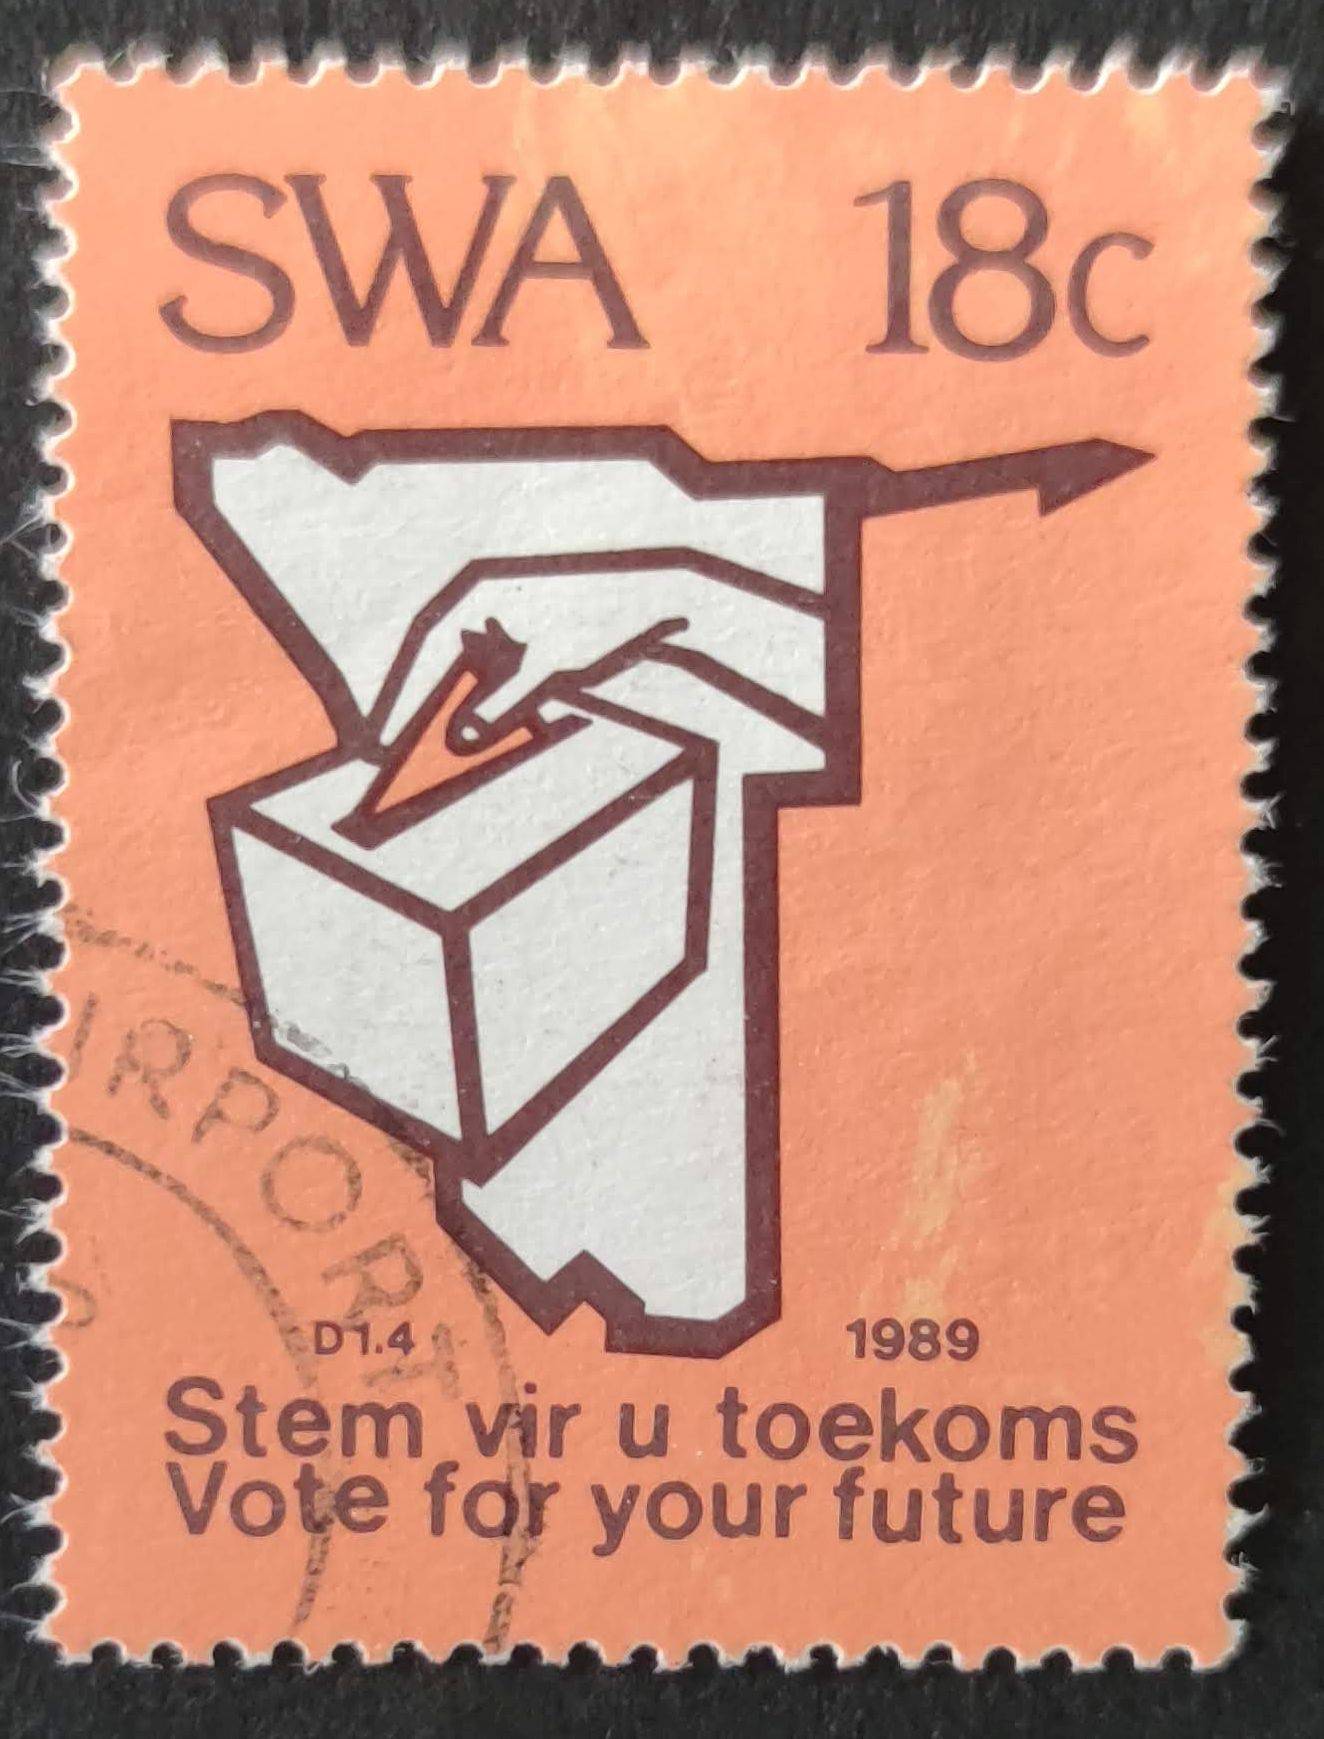 SWA 18c
D1.4 1989
Stem vir u toekoms
Vote for your future